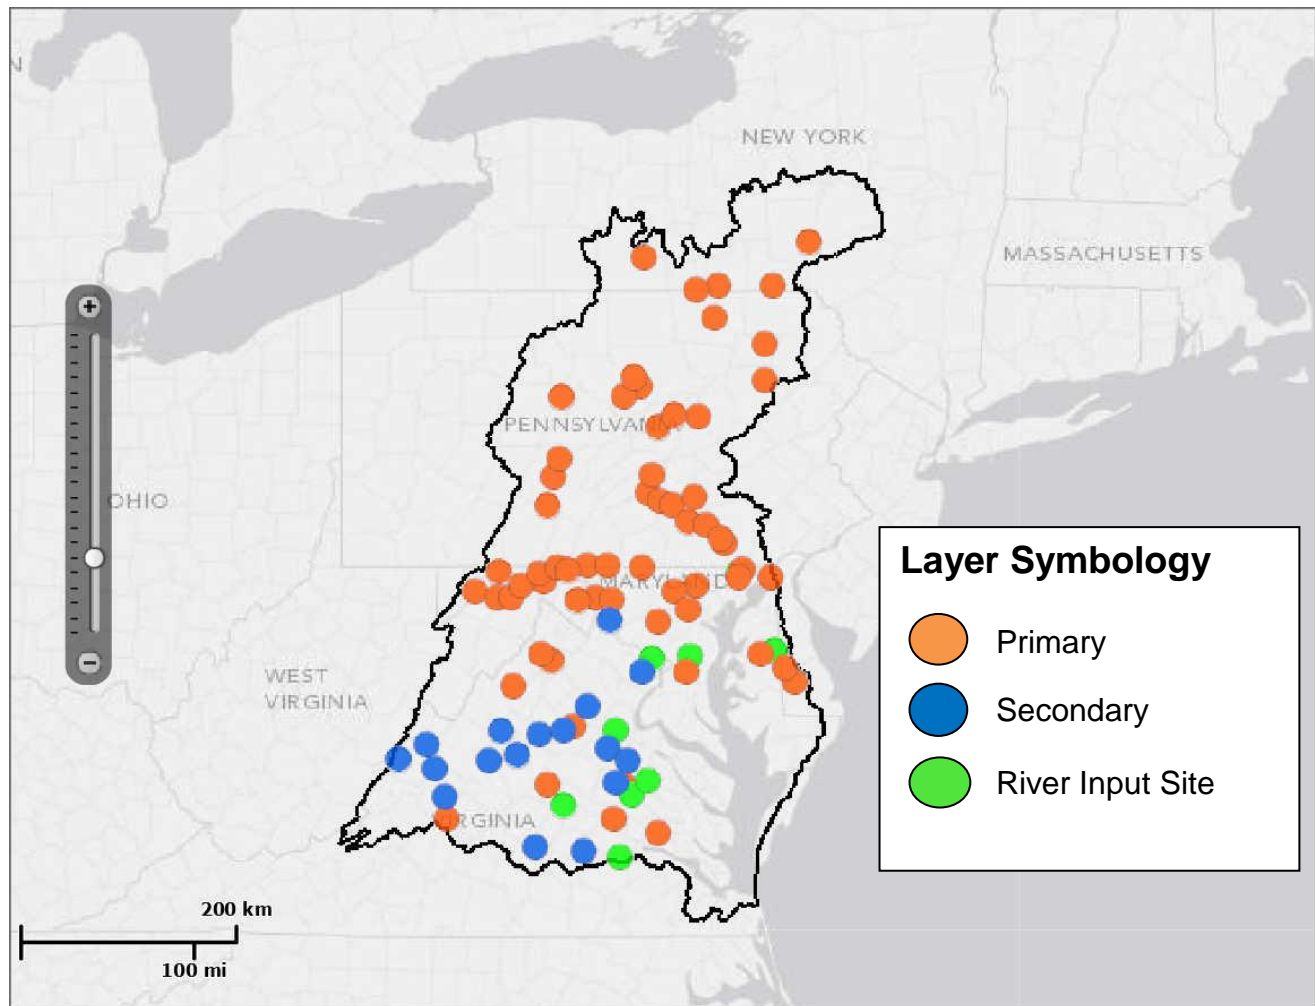 N
NEW YORK
MASSACHUSETTS
+
PENNSYLVANIA
OHIO
Layer Symbology
MARYLAND
Primary
WEST
VIRGINIA
Secondary
River Input Site
VIRGINIA
−
200 km
100 mi